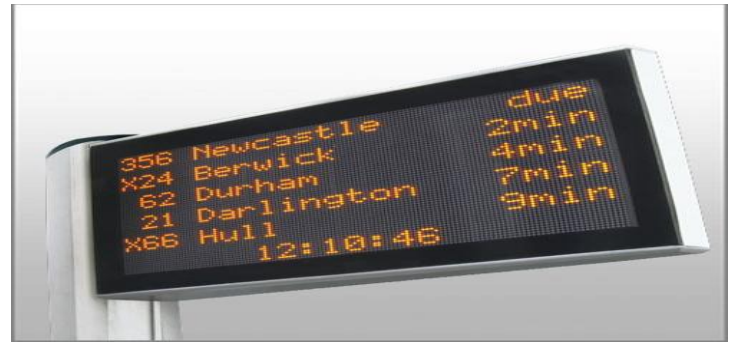 356 Newcastle due
X24 Berwick 2min
62 Durham 4min
21 Darlington 7min
X66 Hull 9min
12:10:46